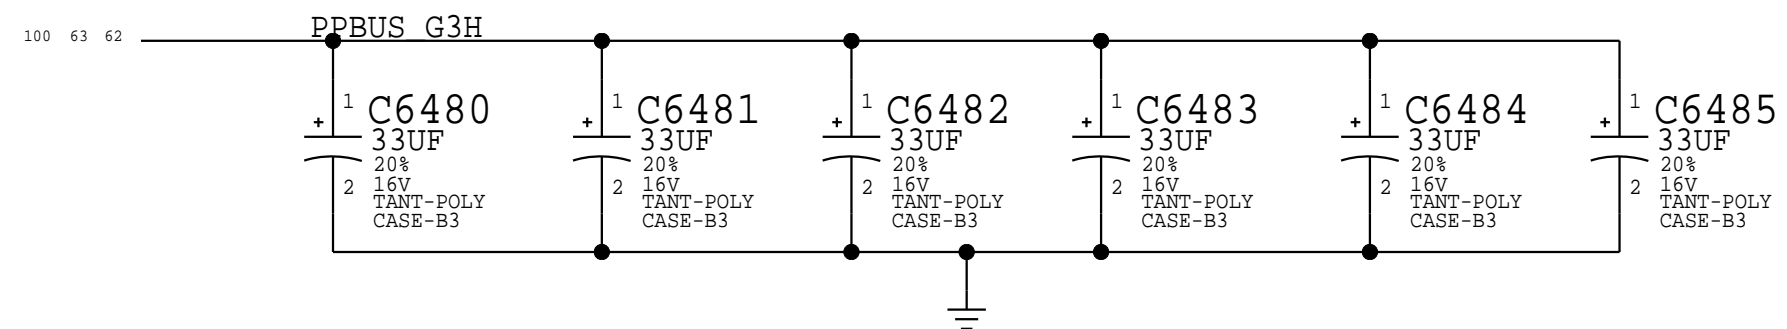 PPBUS_G3H
100 63 62
1 C6480
+
33UF
20%
2 16V
TANT-POLY
CASE-B3
1 C6481
+
33UF
20%
2 16V
TANT-POLY
CASE-B3
1 C6482
+
33UF
20%
2 16V
TANT-POLY
CASE-B3
1 C6483
+
33UF
20%
2 16V
TANT-POLY
CASE-B3
1 C6484
+
33UF
20%
2 16V
TANT-POLY
CASE-B3
1 C6485
+
33UF
20%
2 16V
TANT-POLY
CASE-B3